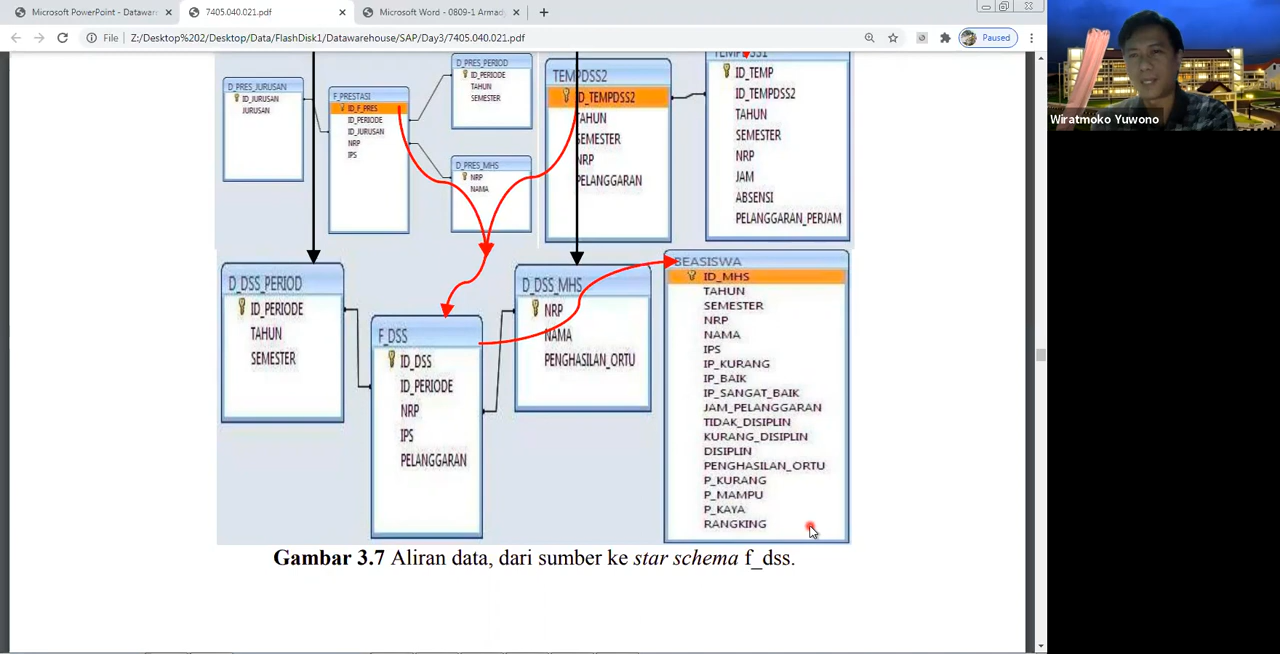 Microsoft PowerPoint - Dataware
7405.040.021.pdf
Microsoft Word - 0809-1 Armad
File
Z:/Desktop%202/Desktop/Data/FlashDisk1/Datawarehouse/SAP/Day3/7405.040.021.pdf
Paused
Wiratmoko Yuwono
D_PRES_JURUSAN
ID_JURUSAN
JURUSAN
F_PRESTASI
ID_F_PRES
ID_PERIODE
ID_JURUSAN
NRP
IPS
D_PRES_PERIOD
ID_PERIODE
TAHUN
SEMESTER
D_PRES_MHS
NRP
NAMA
TEMPDSS2
ID_TEMPDSS2
TAHUN
SEMESTER
NRP
PELANGGARAN
TEMPDSS1
ID_TEMP
ID_TEMPDSS2
TAHUN
SEMESTER
NRP
JAM
ABSENSI
PELANGGARAN_PERJAM
D_DSS_PERIOD
ID_PERIODE
TAHUN
SEMESTER
F_DSS
ID_DSS
ID_PERIODE
NRP
IPS
PELANGGARAN
D_DSS_MHS
NRP
NAMA
PENGHASILAN_ORTU
BEASISWA
ID_MHS
TAHUN
SEMESTER
NRP
NAMA
IPS
IP_KURANG
IP_BAIK
IP_SANGAT_BAIK
JAM_PELANGGARAN
TIDAK_DISIPLIN
KURANG_DISIPLIN
DISIPLIN
PENGHASILAN_ORTU
P_KURANG
P_MAMPU
P_KAYA
RANGKING
Gambar 3.7 Aliran data, dari sumber ke star schema f_dss.